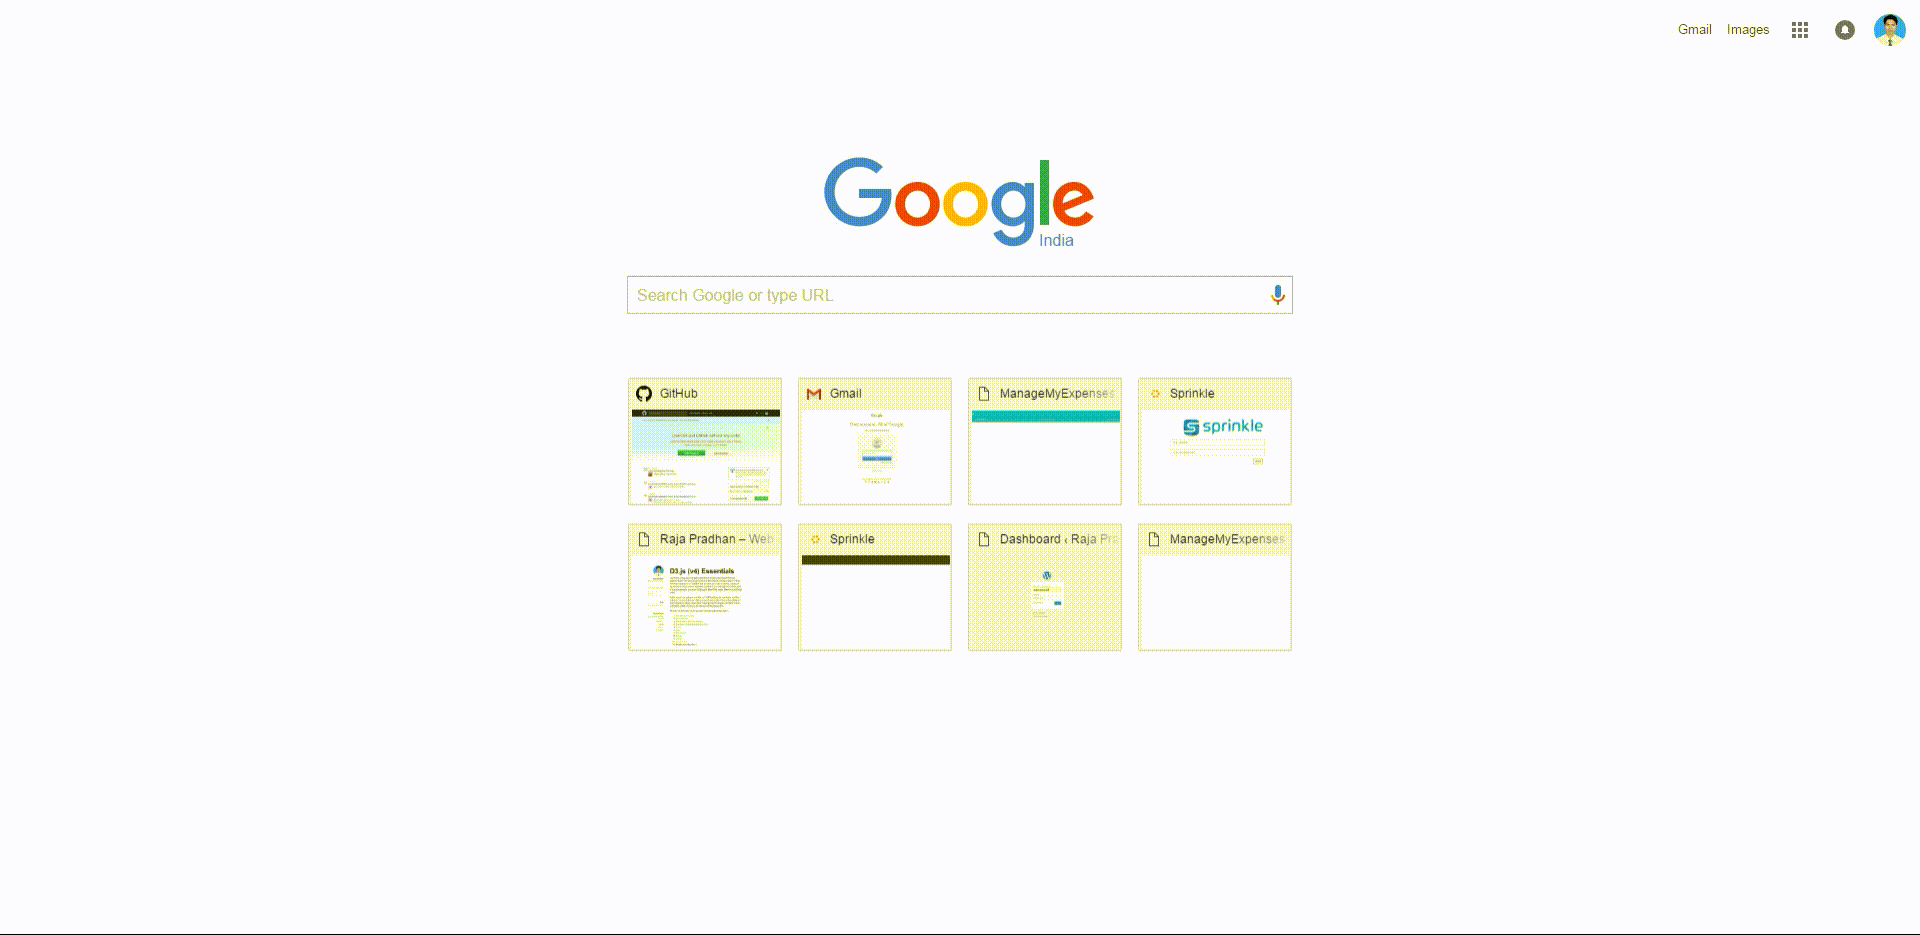 Gmail Images
Google
India
Search Google or type URL
GitHub
Gmail
ManageMyExpenses
Sprinkle
sprinkle
Raja Pradhan – Web
D3.js (v4) Essentials
Sprinkle
Dashboard ‹ Raja Pra
ManageMyExpenses